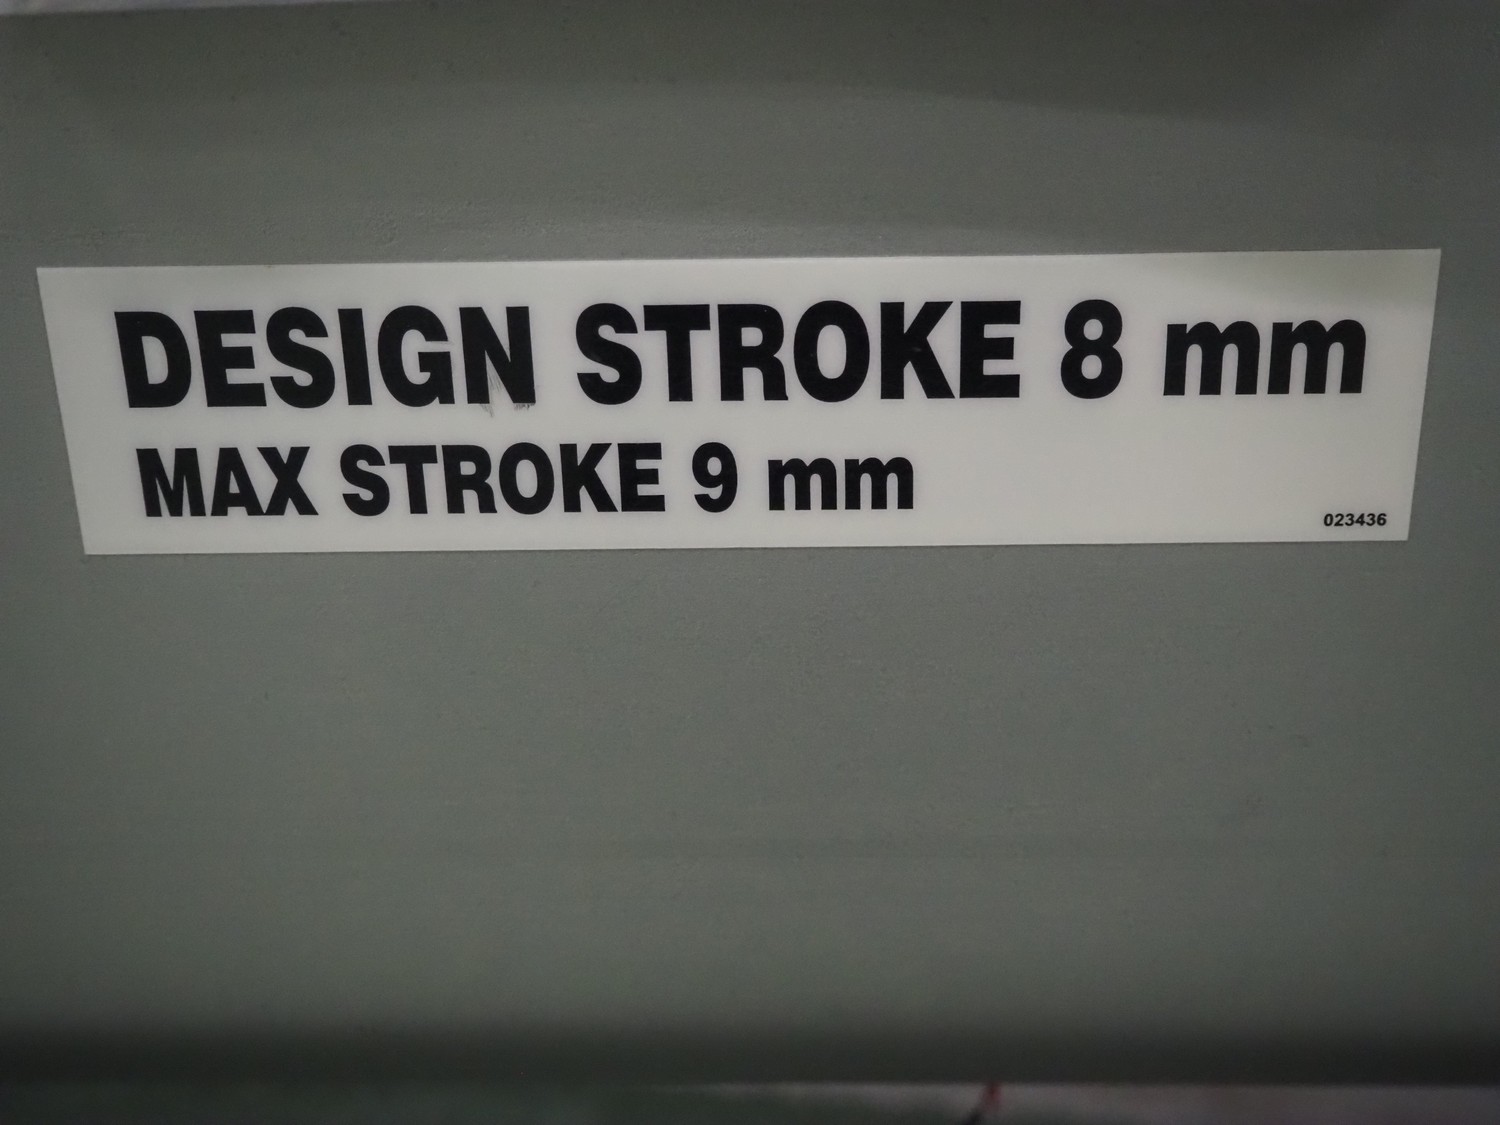 DESIGN STROKE 8 mm
MAX STROKE 9 mm
023436